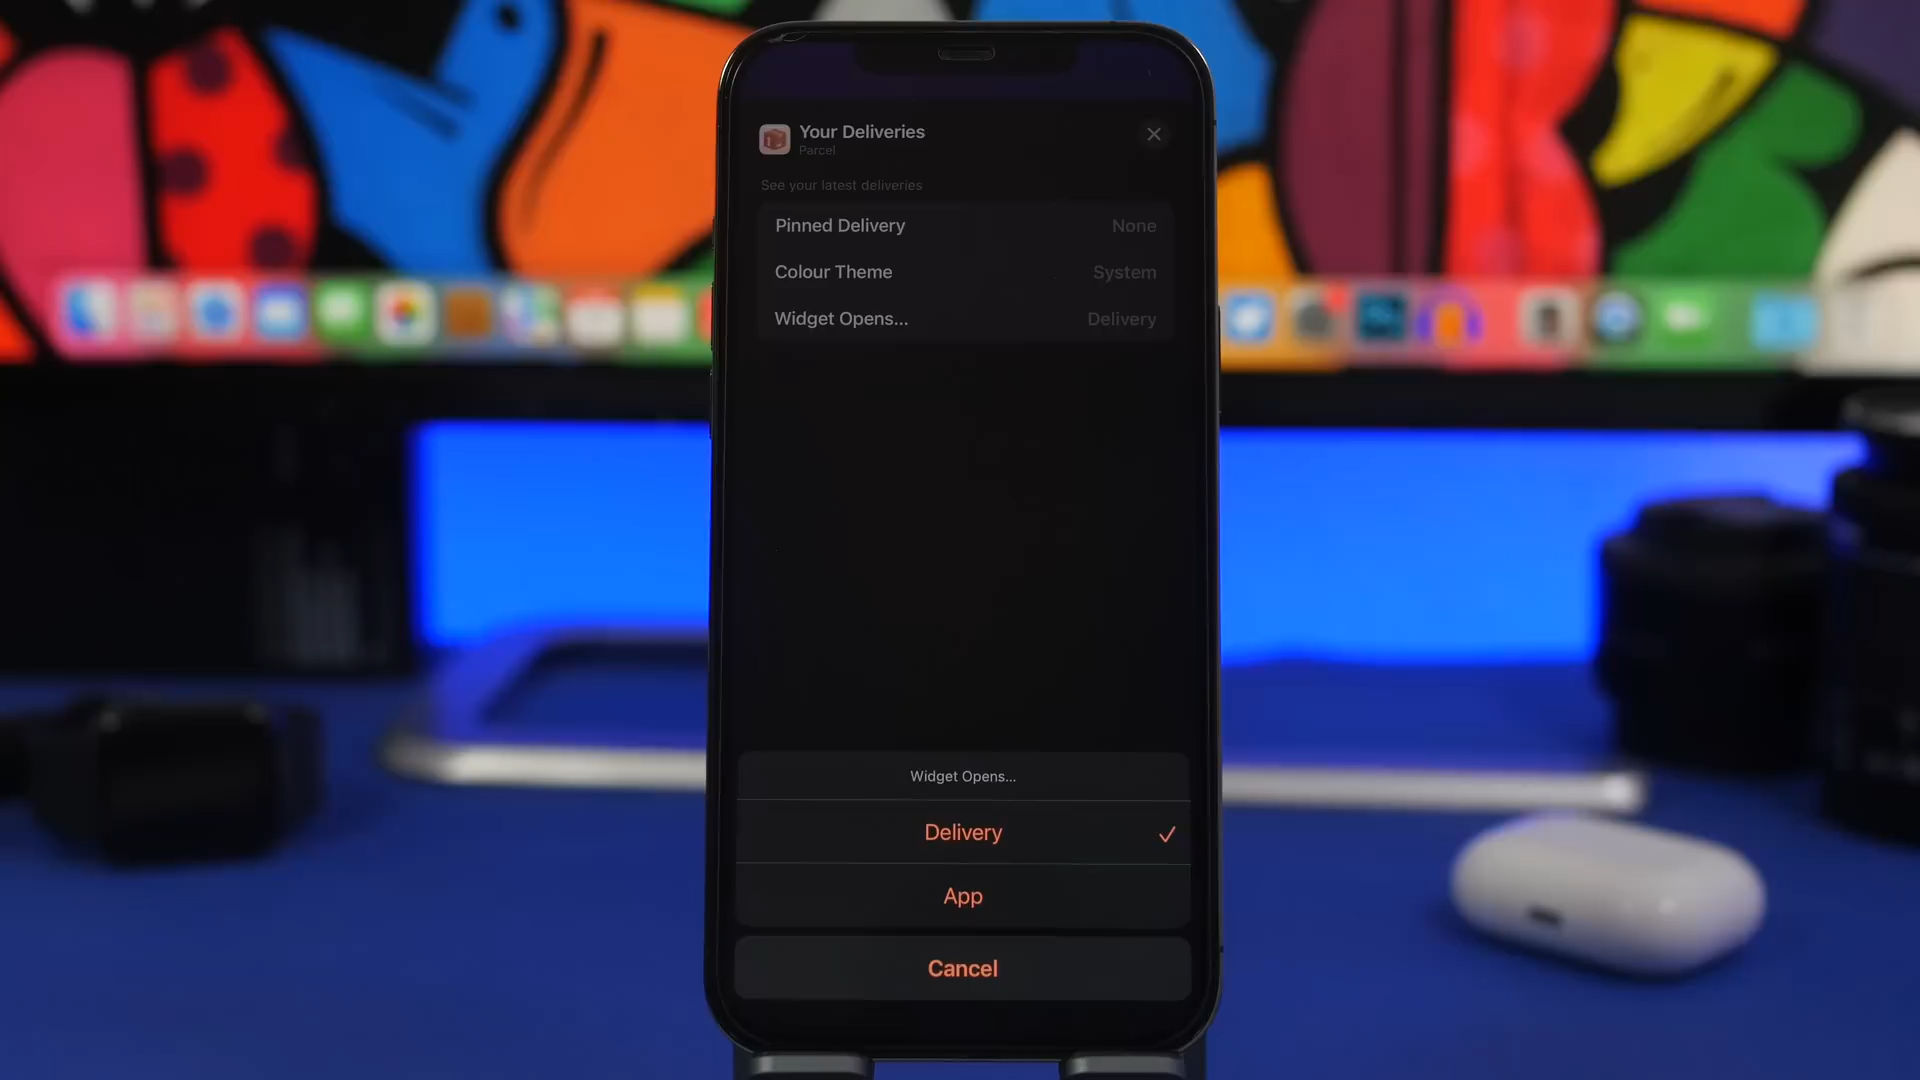 Your Deliveries
Parcel
See your latest deliveries
Pinned Delivery None
Colour Theme System
Widget Opens... Delivery
Widget Opens...
Delivery
App
Cancel